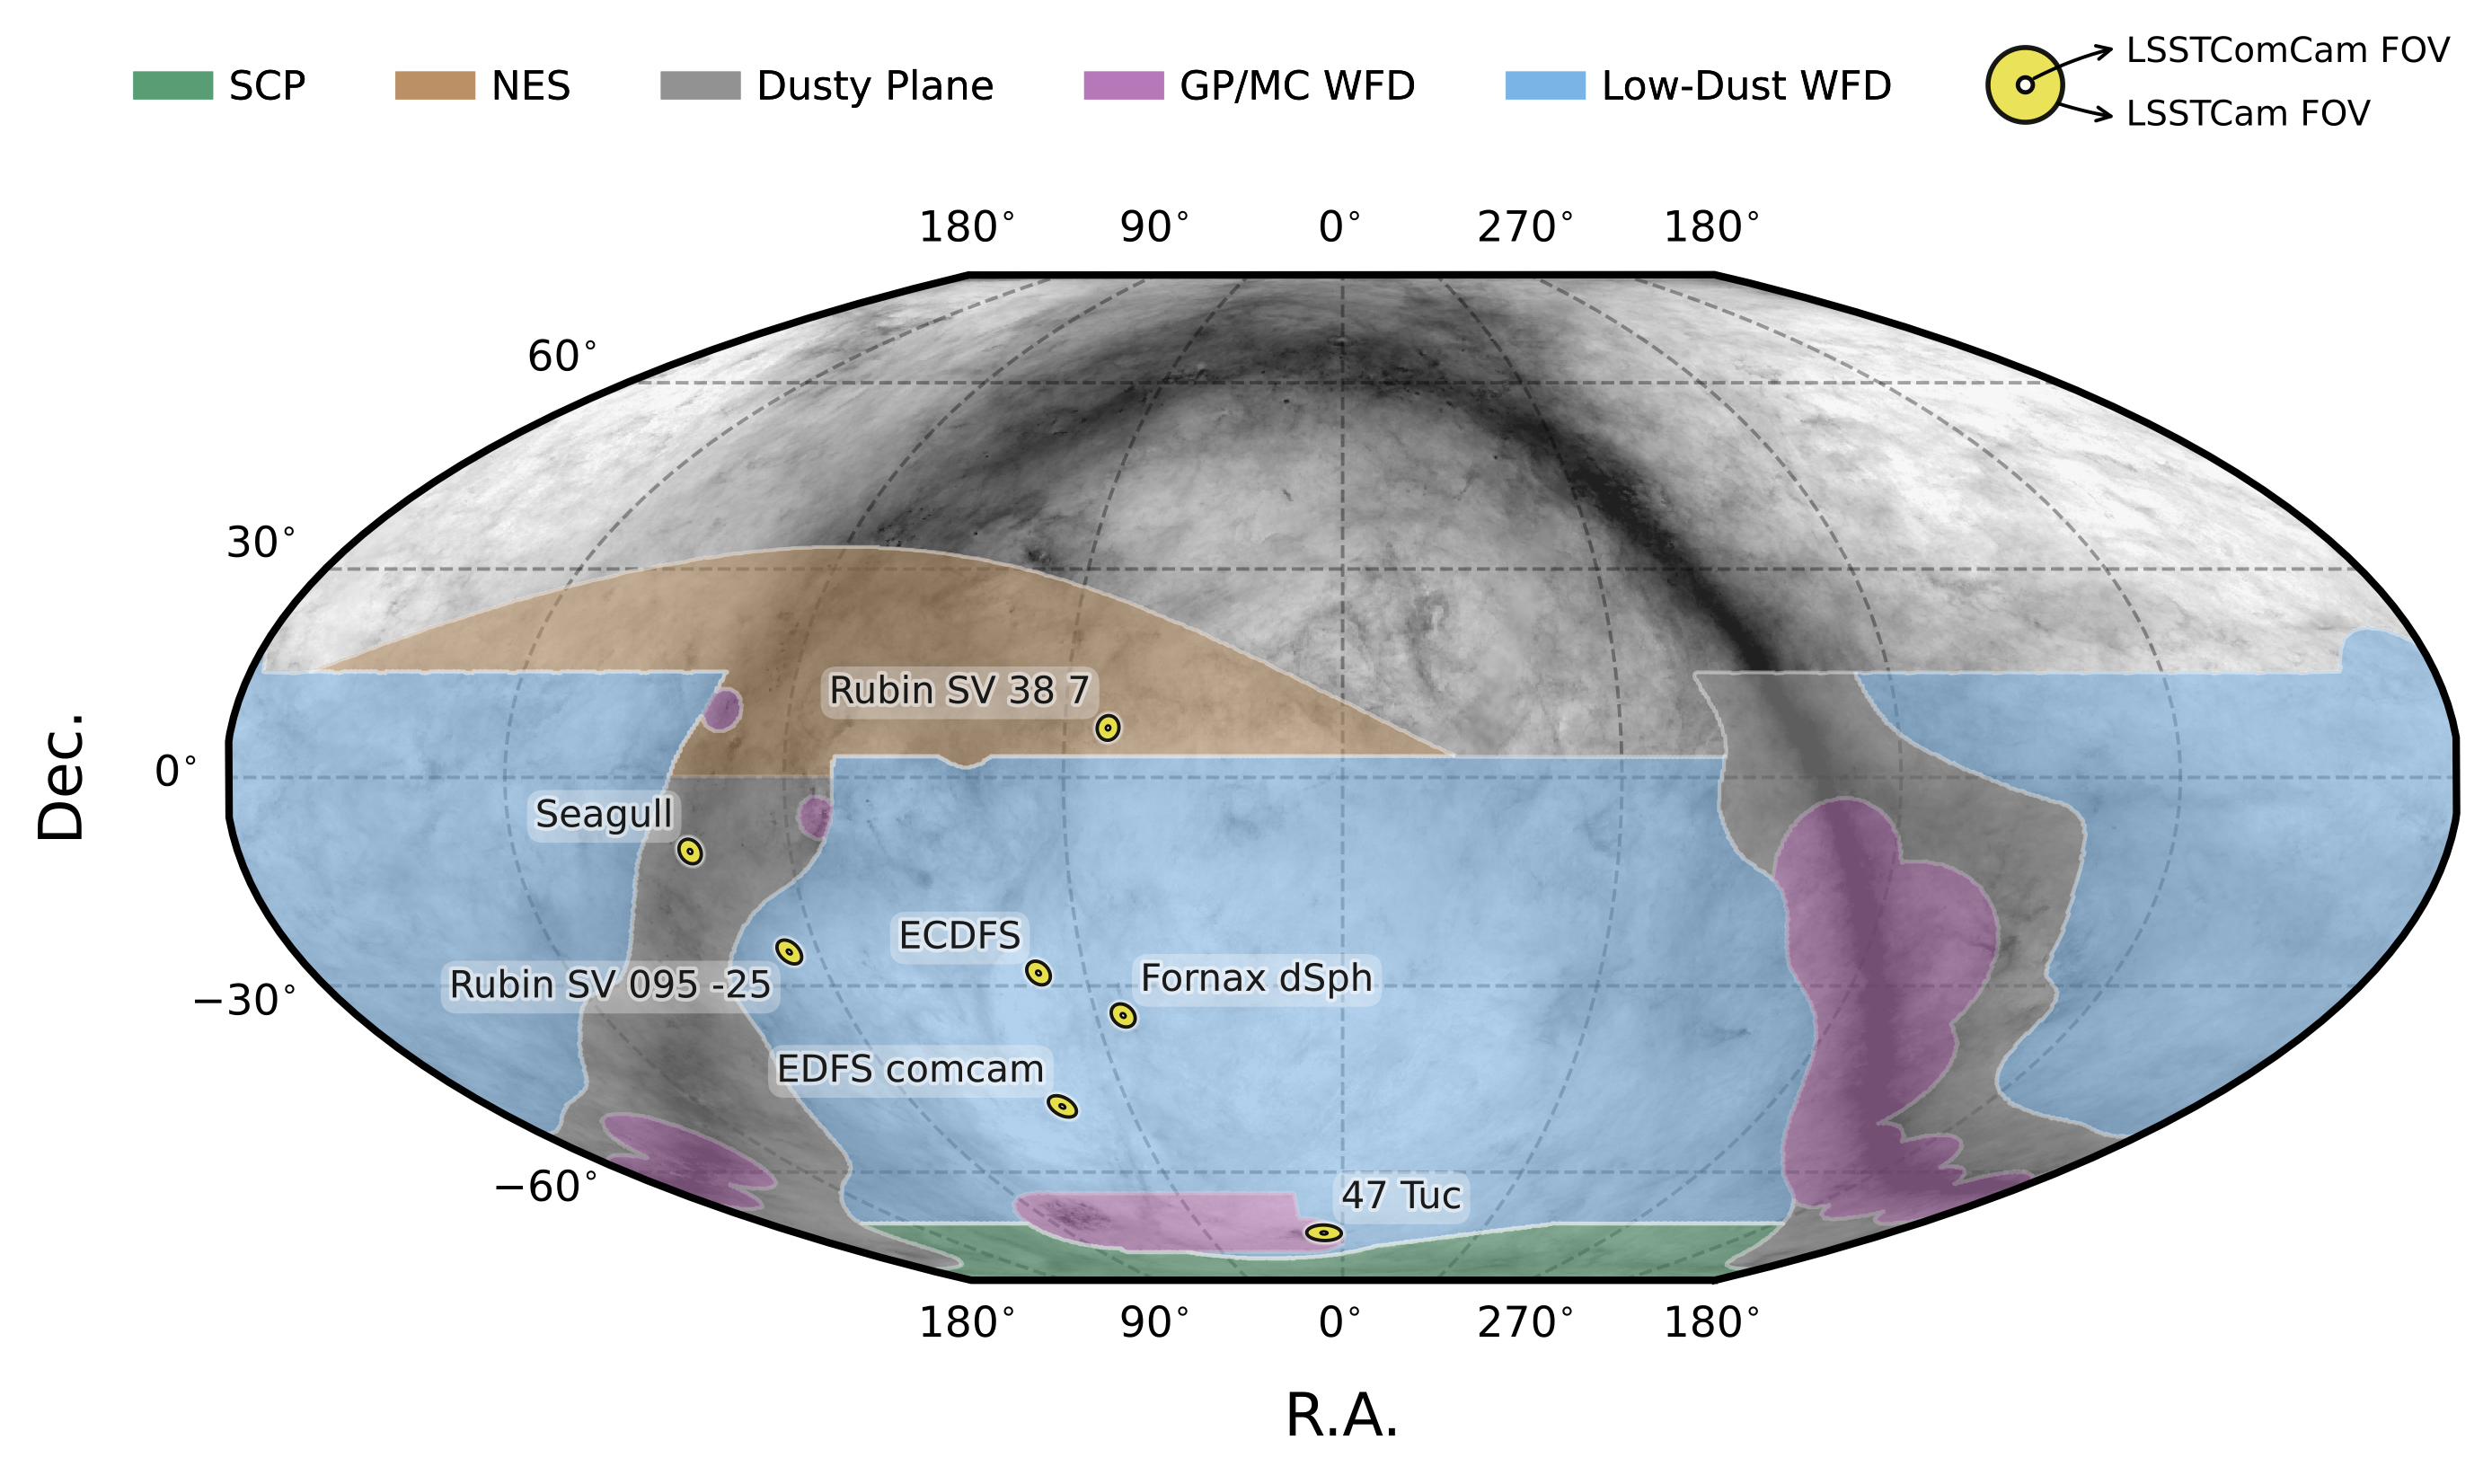 SCP
NES
Dusty Plane
GP/MC WFD
Low-Dust WFD
LSSTComCam FOV
LSSTCam FOV
180°
90°
0°
270°
180°
60°
30°
0°
−30°
−60°
Dec.
Rubin SV 38 7
Seagull
ECDFS
Rubin SV 095 -25
Fornax dSph
EDFS comcam
47 Tuc
180°
90°
0°
270°
180°
R.A.